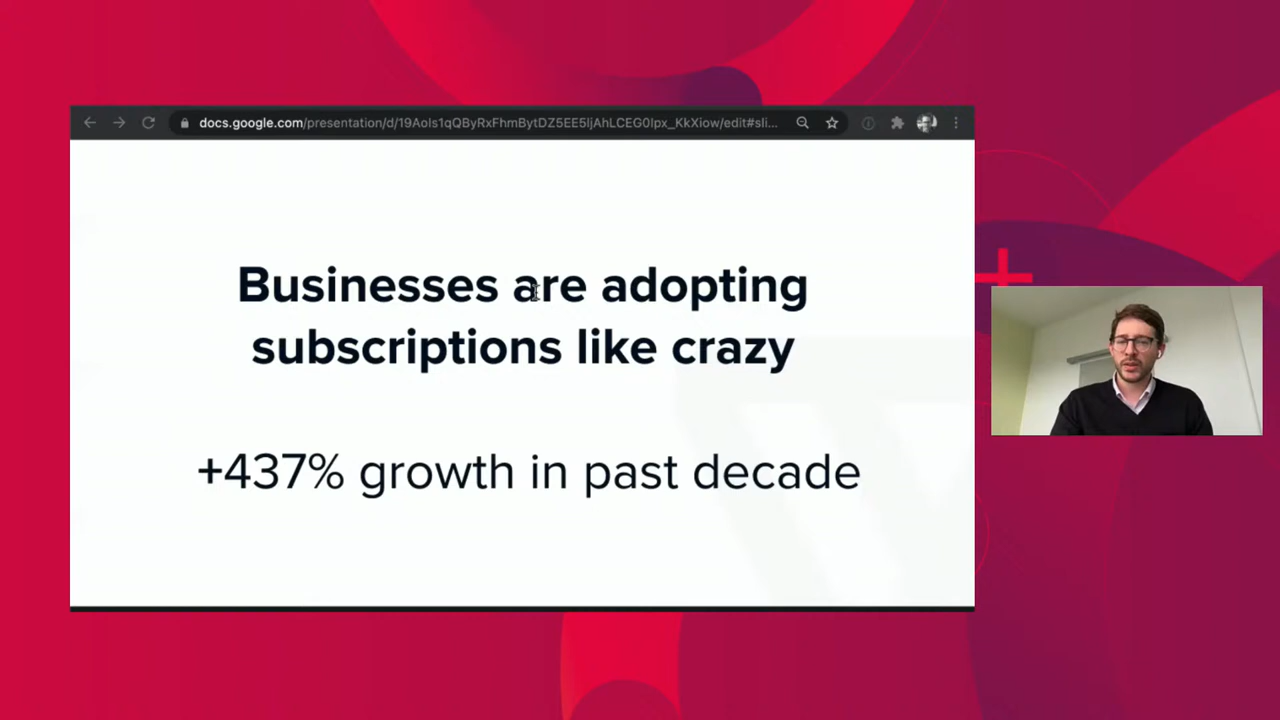 docs.google.com/presentation/d/19Aols1qQByRxFhmBytDZ5EE5ljAhLCEG0lpx_KkXiow/edit#sli...
Businesses are adopting
subscriptions like crazy
+437% growth in past decade